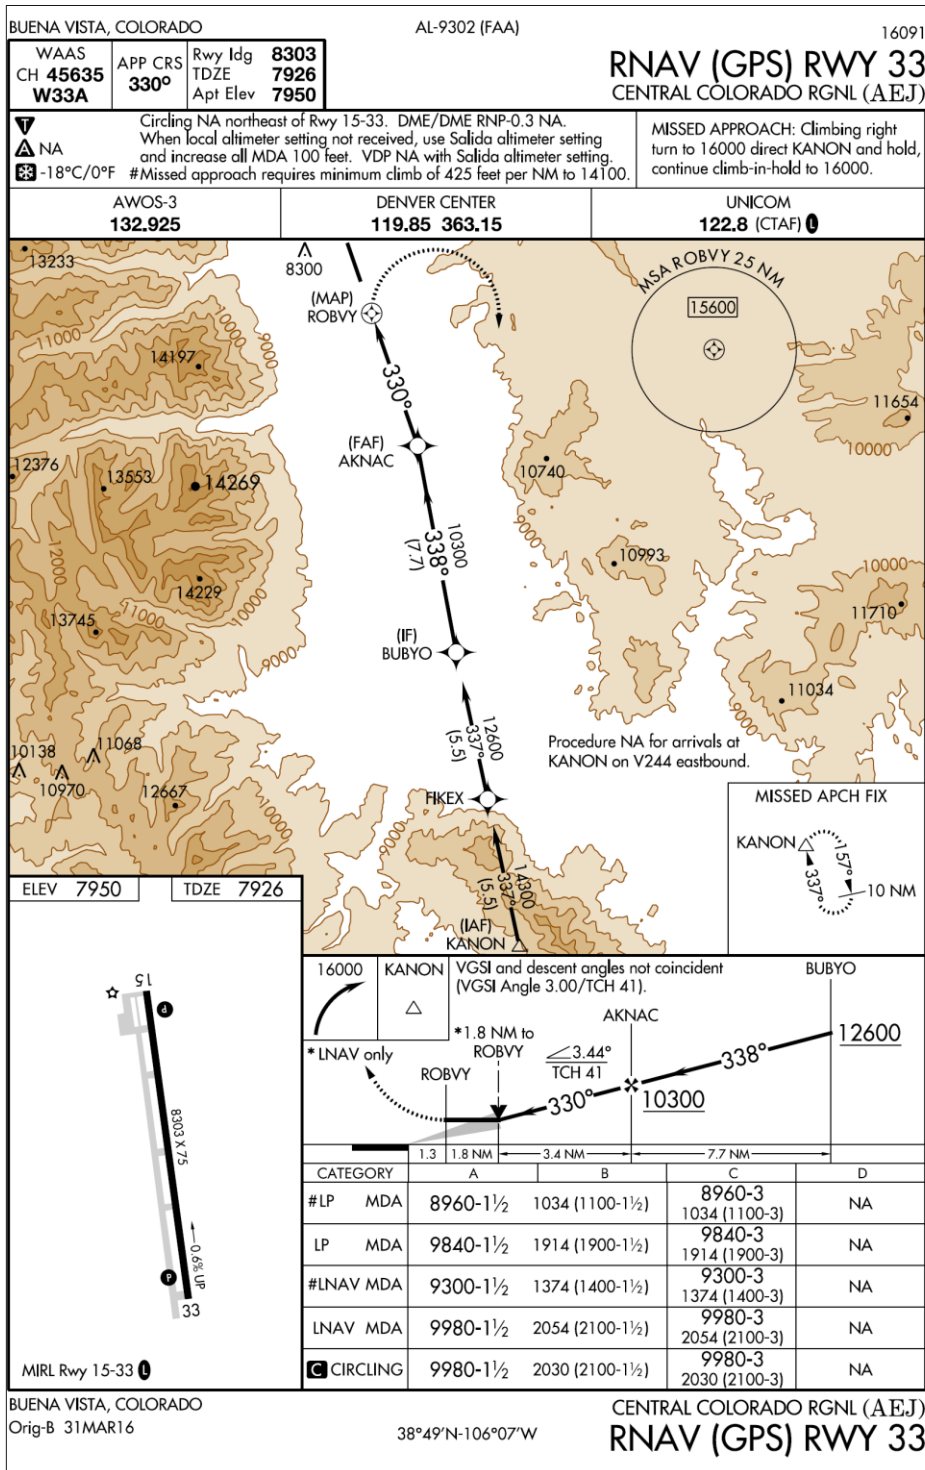 BUENA VISTA, COLORADO
AL-9302 (FAA)
16091
WAAS
CH 45635
W33A
APP CRS
330°
Rwy ldg 8303
TDZE 7926
Apt Elev 7950
RNAV (GPS) RWY 33
CENTRAL COLORADO RGNL (AEJ)
T
A NA
-18°C/0°F
Circling NA northeast of Rwy 15-33. DME/DME RNP-0.3 NA.
When local altimeter setting not received, use Salida altimeter setting
and increase all MDA 100 feet. VDP NA with Salida altimeter setting.
#Missed approach requires minimum climb of 425 feet per NM to 14100.
MISSED APPROACH: Climbing right
turn to 16000 direct KANON and hold,
continue climb-in-hold to 16000.
AWOS-3
132.925
DENVER CENTER
119.85 363.15
UNICOM
122.8 (CTAF) L
13233
8300
11000
9000
(MAP)
ROBVY
MSA ROBVY 25 NM
15600
14197
330°
11654
10000
(FAF)
AKNAC
12376
13553
14269
10740
9000
10300
338°
(7.7)
12000
10993
10000
14229
10000
11000
13745
11710
(IF)
BUBYO
9000
11034
12600
337°
(5.5)
Procedure NA for arrivals at
KANON on V244 eastbound.
10138
11068
10970
12667
FIKEX
9000
14300
337°
(5.5)
(IAF)
KANON
MISSED APCH FIX
KANON
157°
337°
10 NM
ELEV 7950
TDZE 7926
15
P
8303 X 75
0.6% UP
P
33
MIRL Rwy 15-33 L
16000
KANON
VGSI and descent angles not coincident
(VGSI Angle 3.00/TCH 41).
BUBYO
AKNAC
*1.8 NM to
ROBVY
* LNAV only
ROBVY
3.44°
TCH 41
338°
12600
330°
10300
1.3
1.8 NM
3.4 NM
7.7 NM
CATEGORY A B C D
#LP MDA 8960-1½ 1034 (1100-1½) 8960-3 1034 (1100-3) NA
LP MDA 9840-1½ 1914 (1900-1½) 9840-3 1914 (1900-3) NA
#LNAV MDA 9300-1½ 1374 (1400-1½) 9300-3 1374 (1400-3) NA
LNAV MDA 9980-1½ 2054 (2100-1½) 9980-3 2054 (2100-3) NA
C CIRCLING 9980-1½ 2030 (2100-1½) 9980-3 2030 (2100-3) NA
BUENA VISTA, COLORADO
Orig-B 31MAR16
38°49'N-106°07'W
CENTRAL COLORADO RGNL (AEJ)
RNAV (GPS) RWY 33